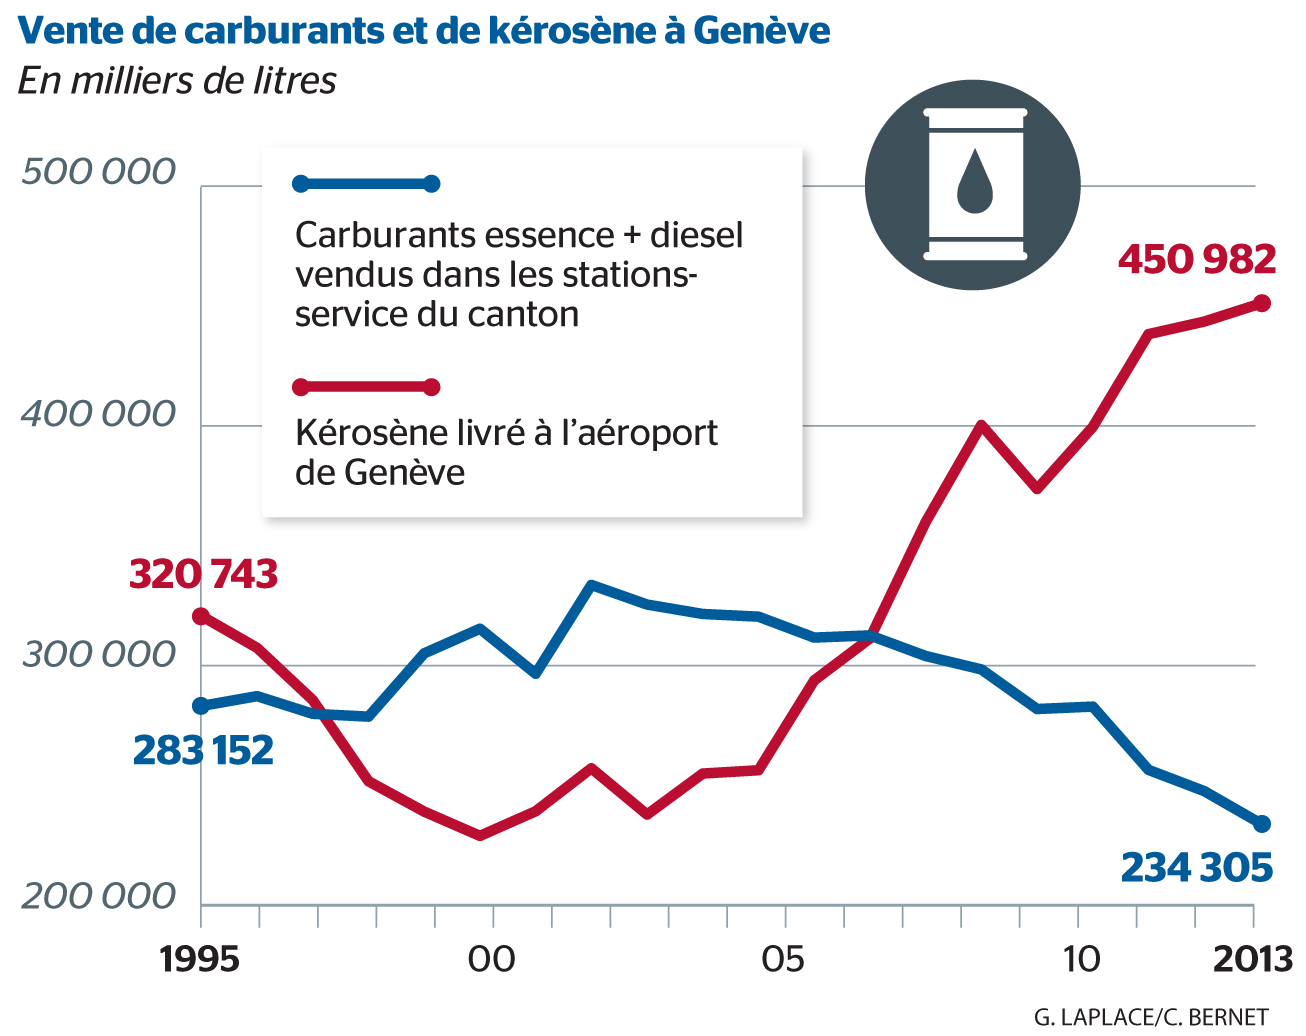 Vente de carburants et de kérosène à Genève
En milliers de litres
500 000
Carburants essence + diesel
vendus dans les stations-
service du canton
450 982
400 000
Kérosène livré à l’aéroport
de Genève
320 743
300 000
283 152
234 305
200 000
1995 00 05 10 2013
G. LAPLACE/C. BERNET